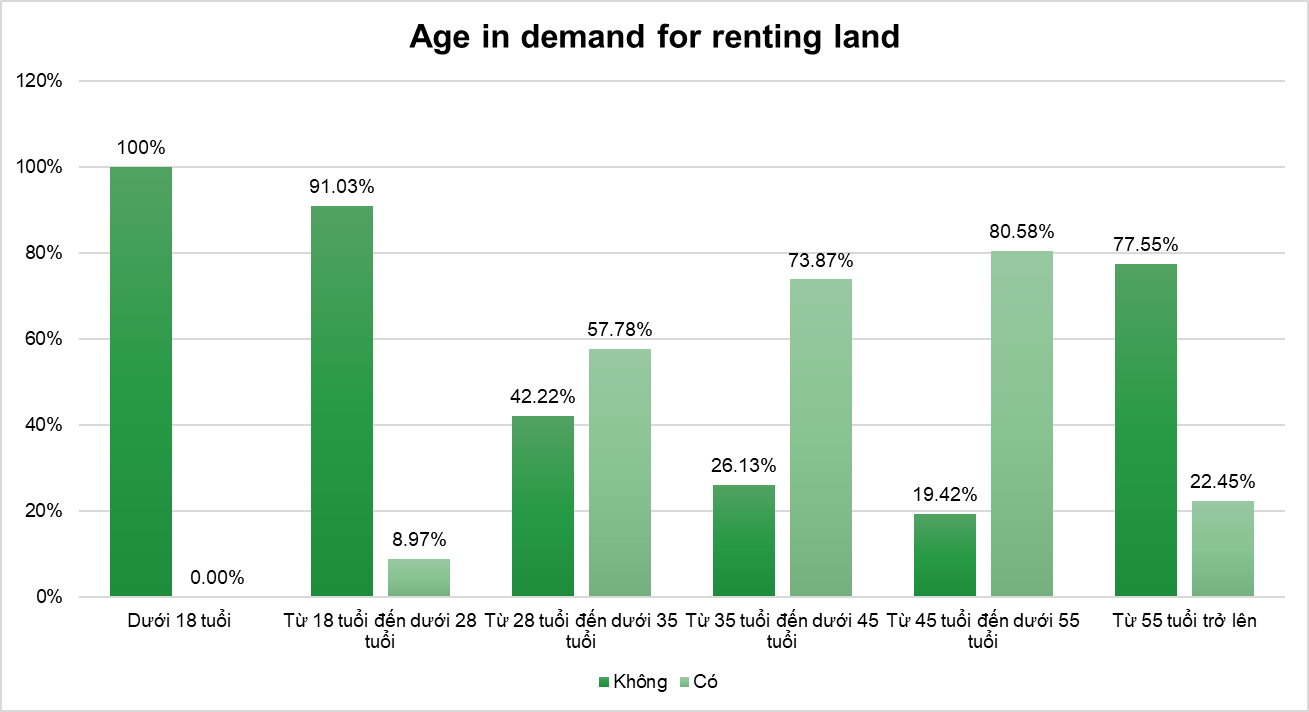 Age in demand for renting land
120%
100%
80%
60%
40%
20%
0%
100%
0.00%
91.03%
8.97%
42.22%
57.78%
26.13%
73.87%
19.42%
80.58%
77.55%
22.45%
Dưới 18 tuổi
Từ 18 tuổi đến dưới 28
tuổi
Từ 28 tuổi đến dưới 35
tuổi
Từ 35 tuổi đến dưới 45
tuổi
Từ 45 tuổi đến dưới 55
tuổi
Từ 55 tuổi trở lên
Không
Có